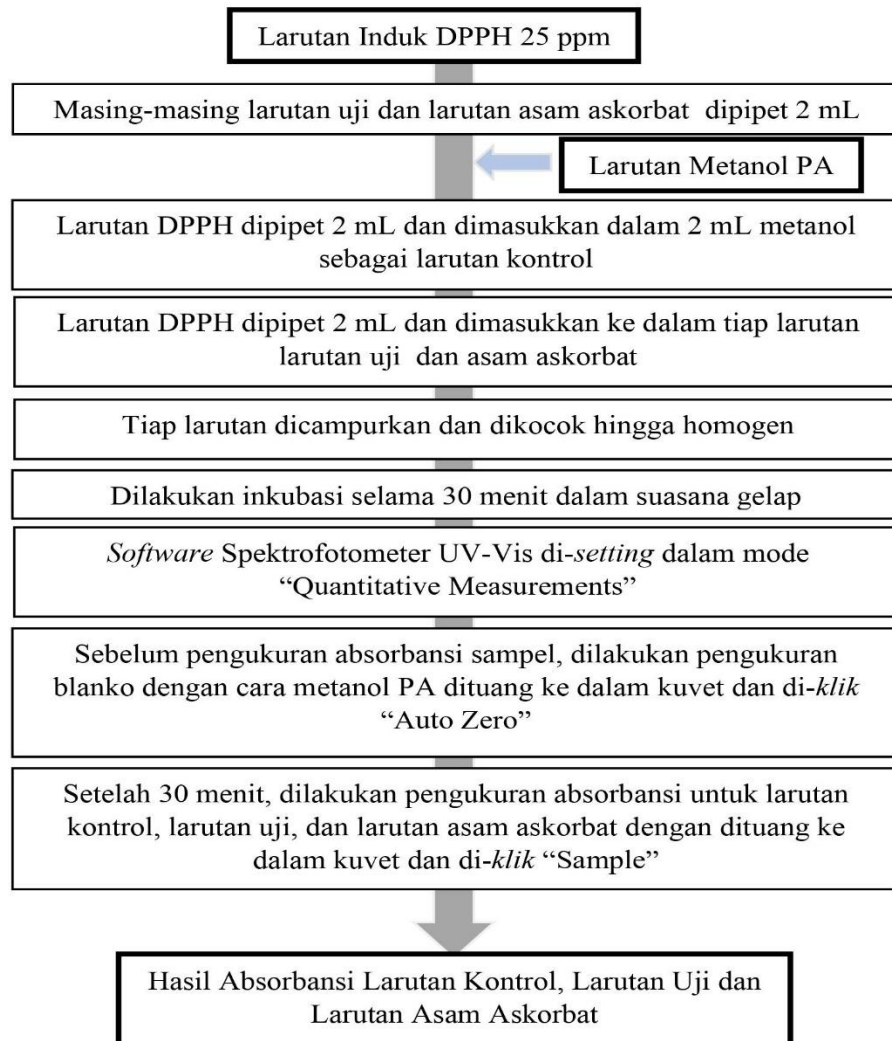 Larutan Induk DPPH 25 ppm
Masing-masing larutan uji dan larutan asam askorbat dipipet 2 mL
Larutan Metanol PA
Larutan DPPH dipipet 2 mL dan dimasukkan dalam 2 mL metanol
sebagai larutan kontrol
Larutan DPPH dipipet 2 mL dan dimasukkan ke dalam tiap larutan
larutan uji dan asam askorbat
Tiap larutan dicampurkan dan dikocok hingga homogen
Dilakukan inkubasi selama 30 menit dalam suasana gelap
Software Spektrofotometer UV-Vis di-setting dalam mode
“Quantitative Measurements”
Sebelum pengukuran absorbansi sampel, dilakukan pengukuran
blanko dengan cara metanol PA dituang ke dalam kuvet dan di-klik
“Auto Zero”
Setelah 30 menit, dilakukan pengukuran absorbansi untuk larutan
kontrol, larutan uji, dan larutan asam askorbat dengan dituang ke
dalam kuvet dan di-klik “Sample”
Hasil Absorbansi Larutan Kontrol, Larutan Uji dan
Larutan Asam Askorbat